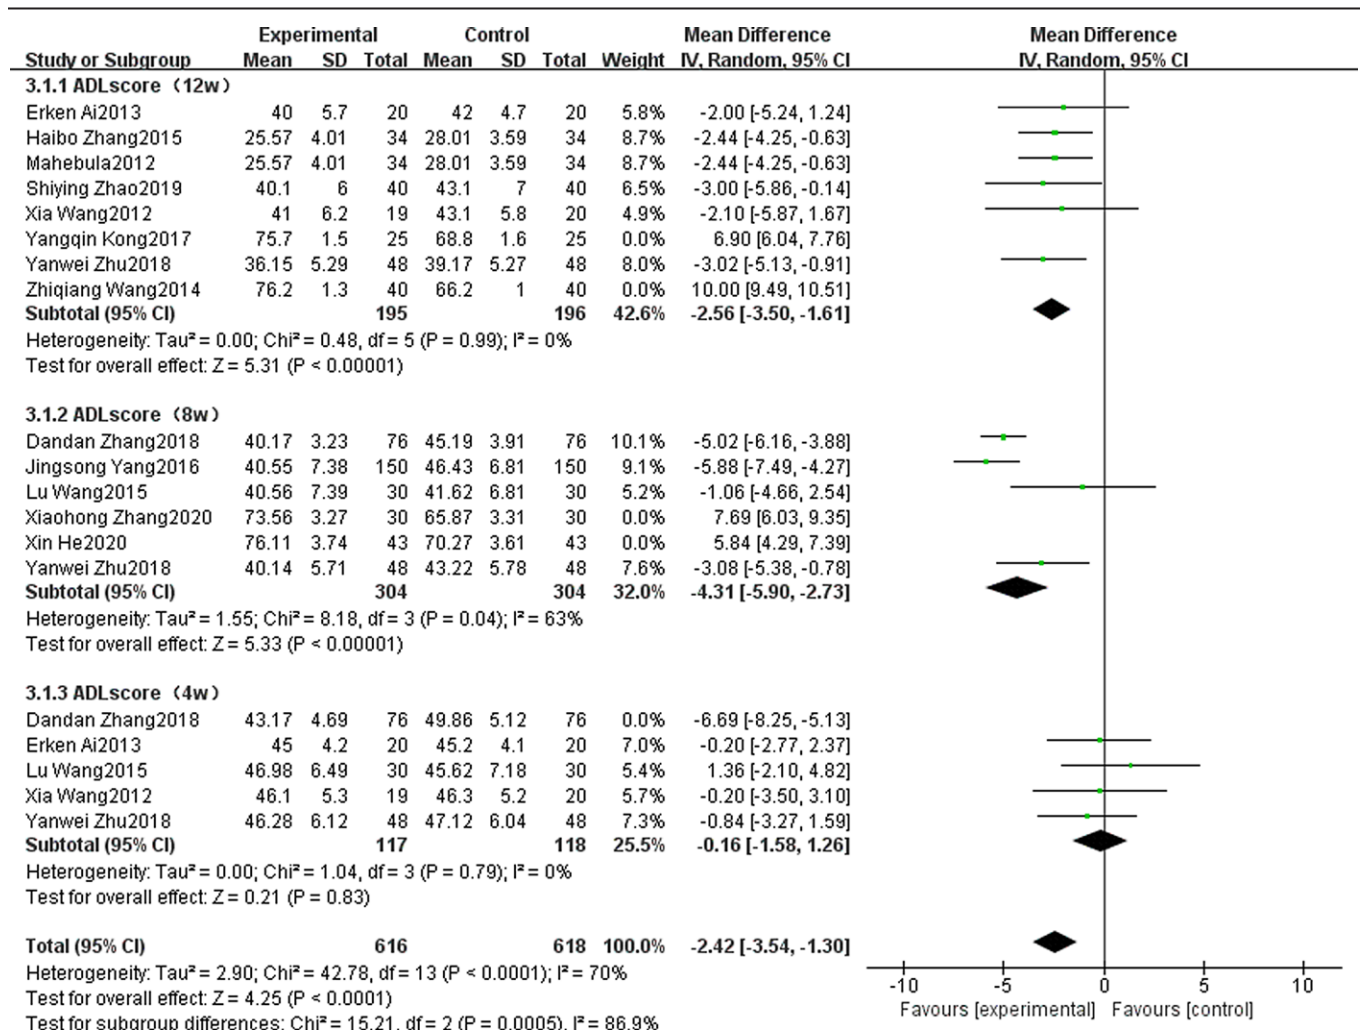 Experimental Control Mean Difference Mean Difference
Study or Subgroup Mean SD Total Mean SD Total Weight IV, Random, 95% CI IV, Random, 95% CI
3.1.1 ADLscore（12w）
Erken Ai2013 40 5.7 20 42 4.7 20 5.8% -2.00 [-5.24, 1.24]
Haibo Zhang2015 25.57 4.01 34 28.01 3.59 34 8.7% -2.44 [-4.25, -0.63]
Mahebula2012 25.57 4.01 34 28.01 3.59 34 8.7% -2.44 [-4.25, -0.63]
Shiying Zhao2019 40.1 6 40 43.1 7 40 6.5% -3.00 [-5.86, -0.14]
Xia Wang2012 41 6.2 19 43.1 5.8 20 4.9% -2.10 [-5.87, 1.67]
Yangqin Kong2017 75.7 1.5 25 68.8 1.6 25 0.0% 6.90 [6.04, 7.76]
Yanwei Zhu2018 36.15 5.29 48 39.17 5.27 48 8.0% -3.02 [-5.13, -0.91]
Zhiqiang Wang2014 76.2 1.3 40 66.2 1 40 0.0% 10.00 [9.49, 10.51]
Subtotal (95% CI) 195 196 42.6% -2.56 [-3.50, -1.61]
Heterogeneity: Tau² = 0.00; Chi² = 0.48, df = 5 (P = 0.99); I² = 0%
Test for overall effect: Z = 5.31 (P < 0.00001)
3.1.2 ADLscore（8w）
Dandan Zhang2018 40.17 3.23 76 45.19 3.91 76 10.1% -5.02 [-6.16, -3.88]
Jingsong Yang2016 40.55 7.38 150 46.43 6.81 150 9.1% -5.88 [-7.49, -4.27]
Lu Wang2015 40.56 7.39 30 41.62 6.81 30 5.2% -1.06 [-4.66, 2.54]
Xiaohong Zhang2020 73.56 3.27 30 65.87 3.31 30 0.0% 7.69 [6.03, 9.35]
Xin He2020 76.11 3.74 43 70.27 3.61 43 0.0% 5.84 [4.29, 7.39]
Yanwei Zhu2018 40.14 5.71 48 43.22 5.78 48 7.6% -3.08 [-5.38, -0.78]
Subtotal (95% CI) 304 304 32.0% -4.31 [-5.90, -2.73]
Heterogeneity: Tau² = 1.55; Chi² = 8.18, df = 3 (P = 0.04); I² = 63%
Test for overall effect: Z = 5.33 (P < 0.00001)
3.1.3 ADLscore（4w）
Dandan Zhang2018 43.17 4.69 76 49.86 5.12 76 0.0% -6.69 [-8.25, -5.13]
Erken Ai2013 45 4.2 20 45.2 4.1 20 7.0% -0.20 [-2.77, 2.37]
Lu Wang2015 46.98 6.49 30 45.62 7.18 30 5.4% 1.36 [-2.10, 4.82]
Xia Wang2012 46.1 5.3 19 46.3 5.2 20 5.7% -0.20 [-3.50, 3.10]
Yanwei Zhu2018 46.28 6.12 48 47.12 6.04 48 7.3% -0.84 [-3.27, 1.59]
Subtotal (95% CI) 117 118 25.5% -0.16 [-1.58, 1.26]
Heterogeneity: Tau² = 0.00; Chi² = 1.04, df = 3 (P = 0.79); I² = 0%
Test for overall effect: Z = 0.21 (P = 0.83)
Total (95% CI) 616 618 100.0% -2.42 [-3.54, -1.30]
Heterogeneity: Tau² = 2.90; Chi² = 42.78, df = 13 (P < 0.0001); I² = 70%
Test for overall effect: Z = 4.25 (P < 0.0001)
Test for subgroup differences: Chi² = 15.21, df = 2 (P = 0.0005), I² = 86.9%
-10 -5 0 5 10
Favours [experimental] Favours [control]